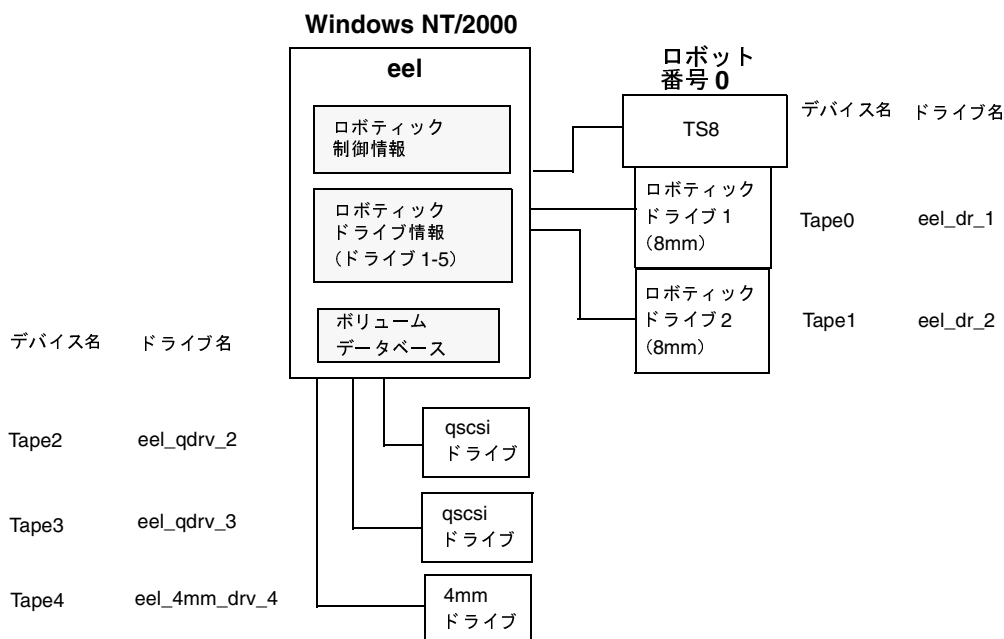 Windows NT/2000
eel
ロボティック
制御情報
ロボティック
ドライブ情報
(ドライブ 1-5)
ボリューム
データベース
ロボット
番号 0
TS8
デバイス名 ドライブ名
ロボティック
ドライブ 1
(8mm)
Tape0 eel_dr_1
ロボティック
ドライブ 2
(8mm)
Tape1 eel_dr_2
デバイス名 ドライブ名
Tape2 eel_qdrv_2
qscsi
ドライブ
Tape3 eel_qdrv_3
qscsi
ドライブ
Tape4 eel_4mm_drv_4
4mm
ドライブ